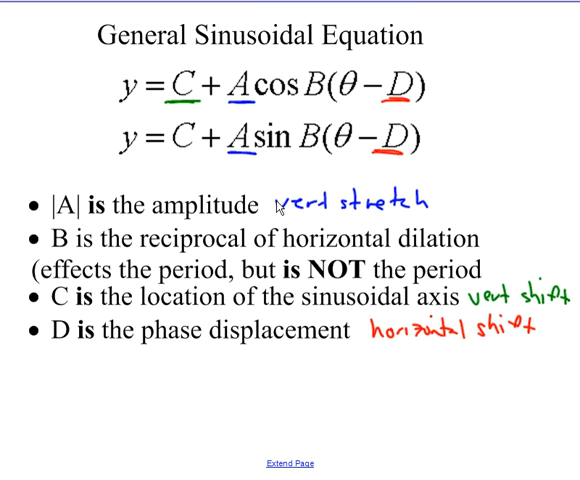 General Sinusoidal Equation
y = C + A cos B(θ − D)
y = C + A sin B(θ − D)
• |A| is the amplitude vert stretch
• B is the reciprocal of horizontal dilation
(effects the period, but is NOT the period
• C is the location of the sinusoidal axis vert shift
• D is the phase displacement horizontal shift
Extend Page